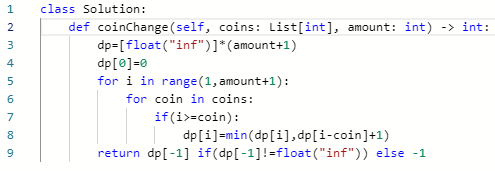 1 class Solution:
2     def coinChange(self, coins: List[int], amount: int) -> int:
3         dp=[float("inf")]*(amount+1)
4         dp[0]=0
5         for i in range(1,amount+1):
6             for coin in coins:
7                 if(i>=coin):
8                     dp[i]=min(dp[i],dp[i-coin]+1)
9         return dp[-1] if(dp[-1]!=float("inf")) else -1